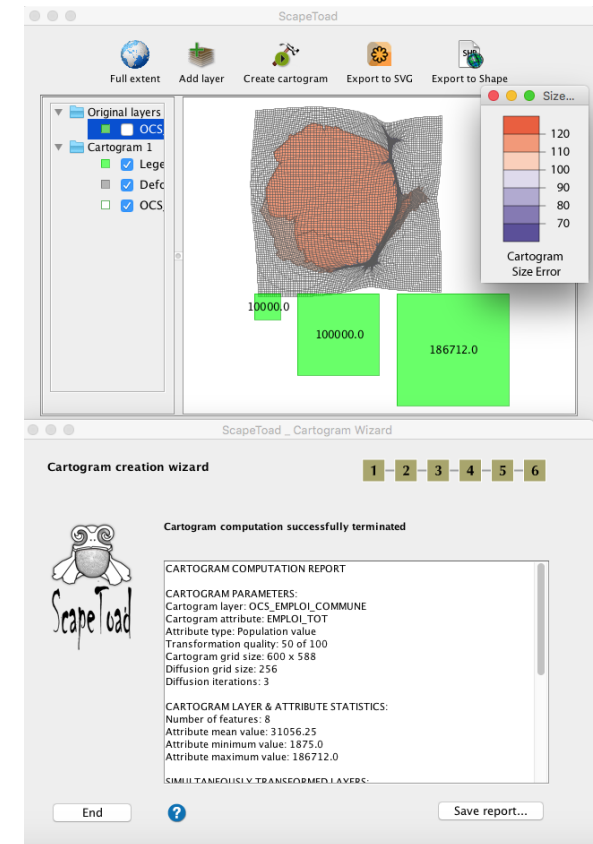 ScapeToad
Full extent
Add layer
Create cartogram
Export to SVG
Export to Shape
Size...
Original layers
OCS
Cartogram 1
Lege
Defo
OCS_
120
110
100
90
80
70
Cartogram
Size Error
10000.0
100000.0
186712.0
ScapeToad _ Cartogram Wizard
Cartogram creation wizard
1 - 2 - 3 - 4 - 5 - 6
Cartogram computation successfully terminated
ScapeToad
CARTOGRAM COMPUTATION REPORT
CARTOGRAM PARAMETERS:
Cartogram layer: OCS_EMPLOI_COMMUNE
Cartogram attribute: EMPLOI_TOT
Attribute type: Population value
Transformation quality: 50 of 100
Cartogram grid size: 600 x 588
Diffusion grid size: 256
Diffusion iterations: 3
CARTOGRAM LAYER & ATTRIBUTE STATISTICS:
Number of features: 8
Attribute mean value: 31056.25
Attribute minimum value: 1875.0
Attribute maximum value: 186712.0
SIMULTANEOUSLY TRANSFORMED LAYERS:
End
?
Save report...